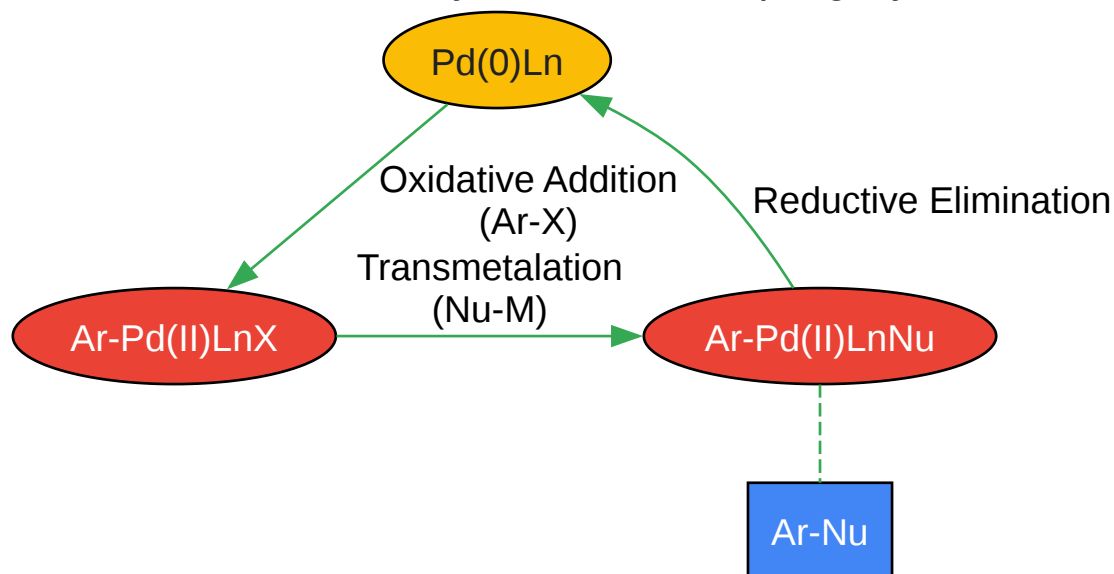 Pd(0)Ln
Oxidative Addition
(Ar-X)
Reductive Elimination
Transmetalation
(Nu-M)
Ar-Pd(II)LnX
Ar-Pd(II)LnNu
Ar-Nu